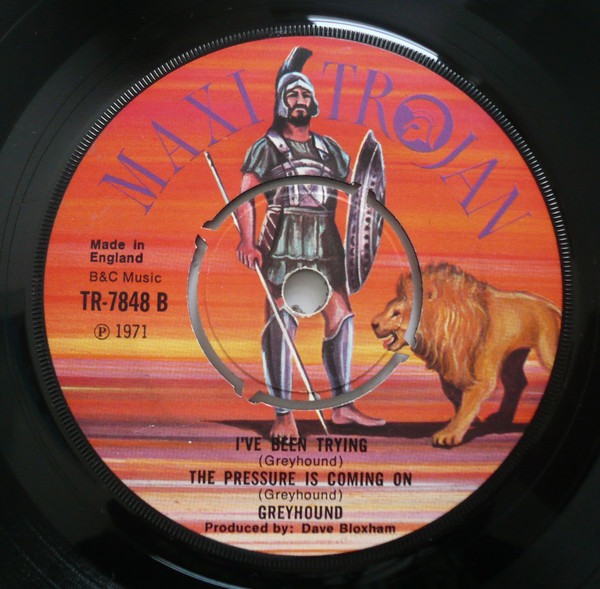 MAXI TROJAN
Made in
England
B&C Music
TR-7848 B
Ⓟ 1971
I'VE BEEN TRYING
(Greyhound)
THE PRESSURE IS COMING ON
(Greyhound)
GREYHOUND
Produced by: Dave Bloxham